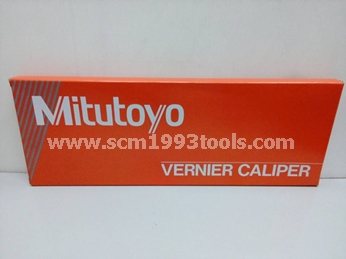 Mitutoyo
www.scm1993tools.com
VERNIER CALIPER